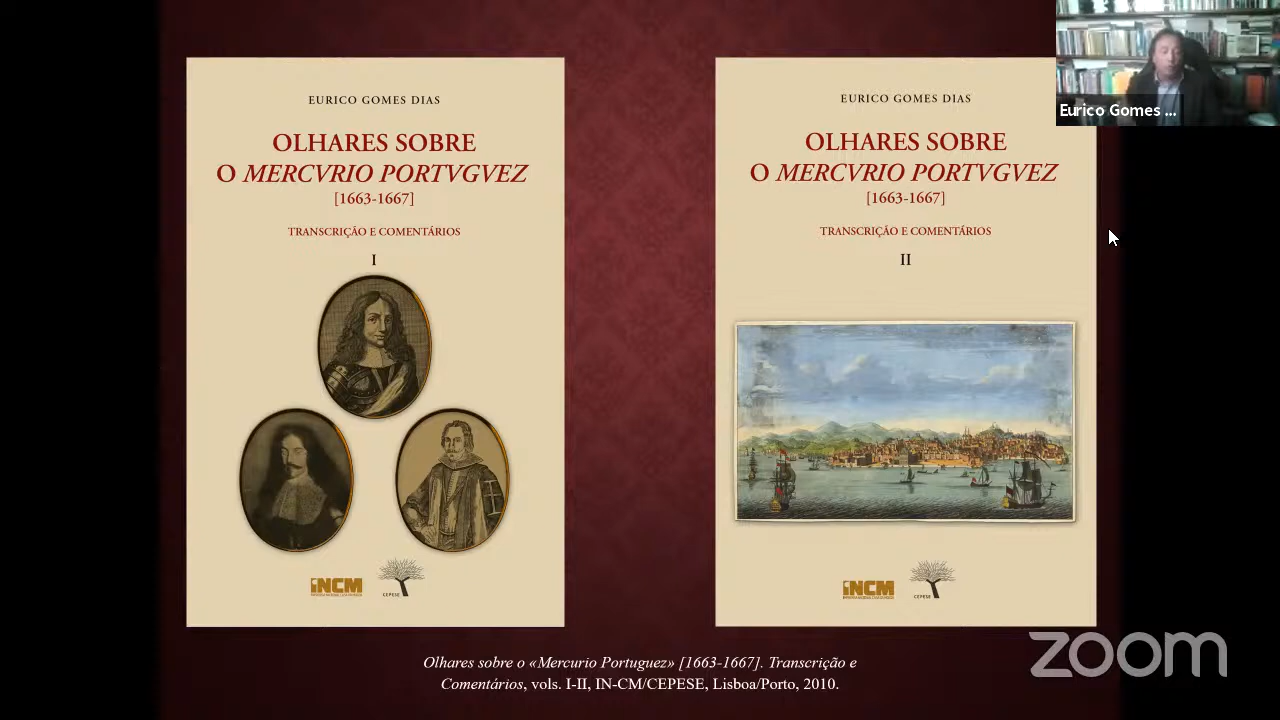 EURICO GOMES DIAS
OLHARES SOBRE
O MERCVRIO PORTVGVEZ
[1663-1667]
TRANSCRIÇÃO E COMENTÁRIOS
I
INCM
CEPESE
EURICO GOMES DIAS
OLHARES SOBRE
O MERCVRIO PORTVGVEZ
[1663-1667]
TRANSCRIÇÃO E COMENTÁRIOS
II
INCM
CEPESE
Eurico Gomes ...
Olhares sobre o «Mercurio Portuguez» [1663-1667]. Transcrição e
Comentários, vols. I-II, IN-CM/CEPESE, Lisboa/Porto, 2010.
zoom